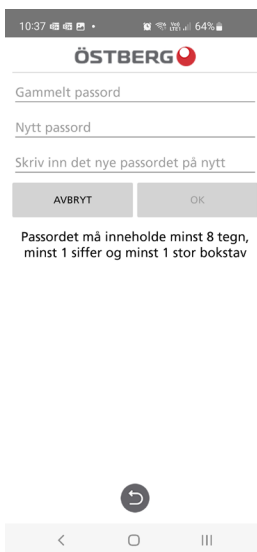 10:37 64%
ÖSTBERG
Gammelt passord
Nytt passord
Skriv inn det nye passordet på nytt
AVBRYT OK
Passordet må inneholde minst 8 tegn,
minst 1 siffer og minst 1 stor bokstav